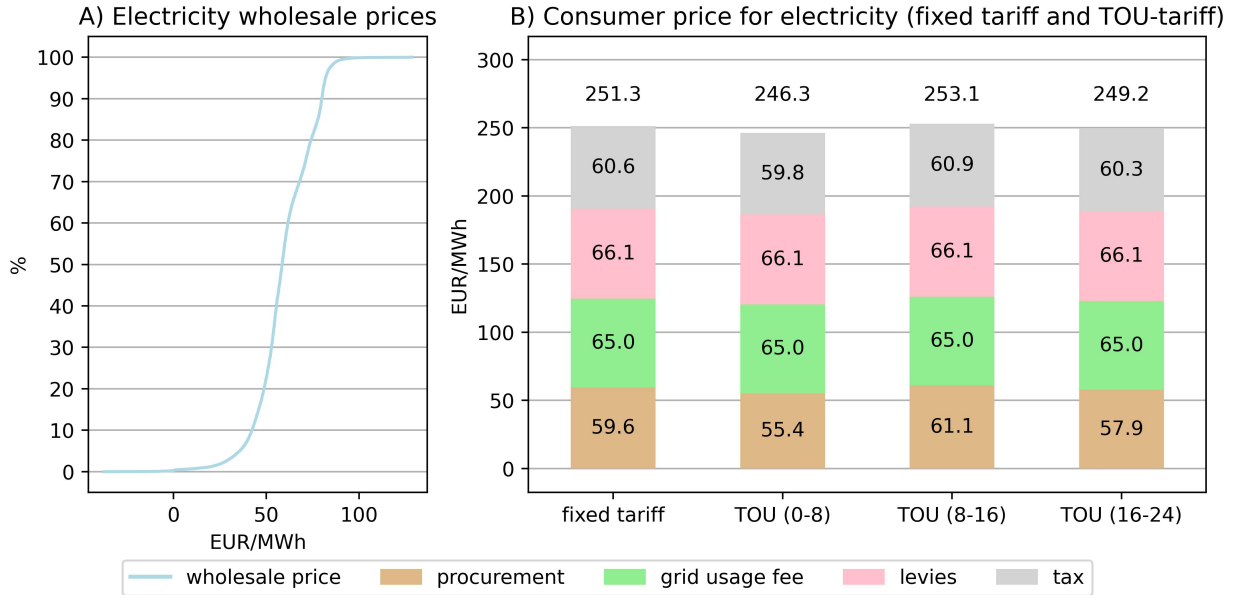 A) Electricity wholesale prices
100
90
80
70
60
50
40
30
20
10
0
%
0 50 100
EUR/MWh
B) Consumer price for electricity (fixed tariff and TOU-tariff)
300
250
200
150
100
50
0
EUR/MWh
251.3 246.3 253.1 249.2
60.6 59.8 60.9 60.3
66.1 66.1 66.1 66.1
65.0 65.0 65.0 65.0
59.6 55.4 61.1 57.9
fixed tariff TOU (0-8) TOU (8-16) TOU (16-24)
wholesale price procurement grid usage fee levies tax